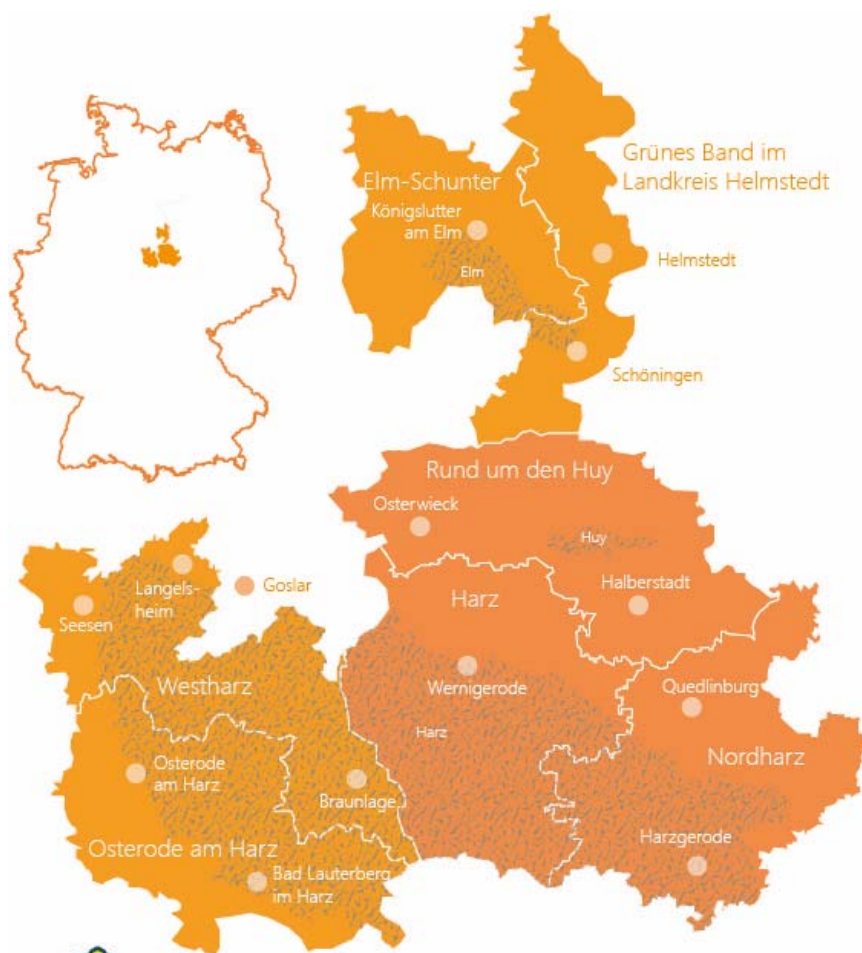 Grünes Band im
Landkreis Helmstedt
Elm-Schunter
Königslutter
am Elm
Helmstedt
Elm
Schöningen
Rund um den Huy
Osterwieck
Huy
Langels-
heim
Goslar
Halberstadt
Harz
Seesen
Westharz
Wernigerode
Quedlinburg
Harz
Nordharz
Osterode
am Harz
Braunlage
Osterode am Harz
Harzgerode
Bad Lauterberg
im Harz